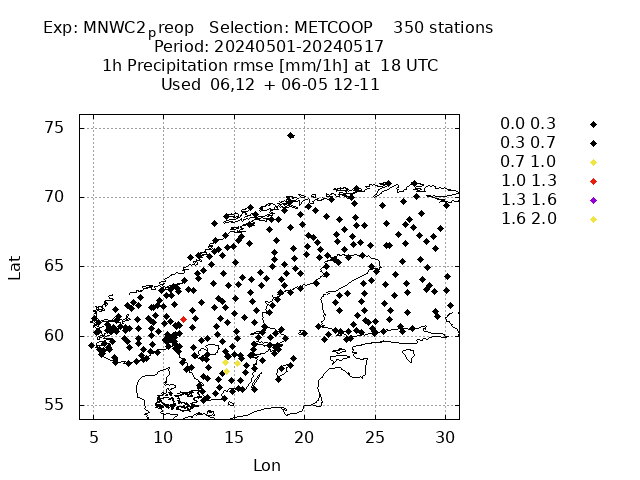 Exp: MNWC2preop   Selection: METCOOP    350 stations
Period: 20240501-20240517
1h Precipitation rmse [mm/1h] at  18 UTC
Used  06,12  + 06-05 12-11
75
70
65
60
55
Lat
5 10 15 20 25 30
Lon
0.0 0.3
0.3 0.7
0.7 1.0
1.0 1.3
1.3 1.6
1.6 2.0